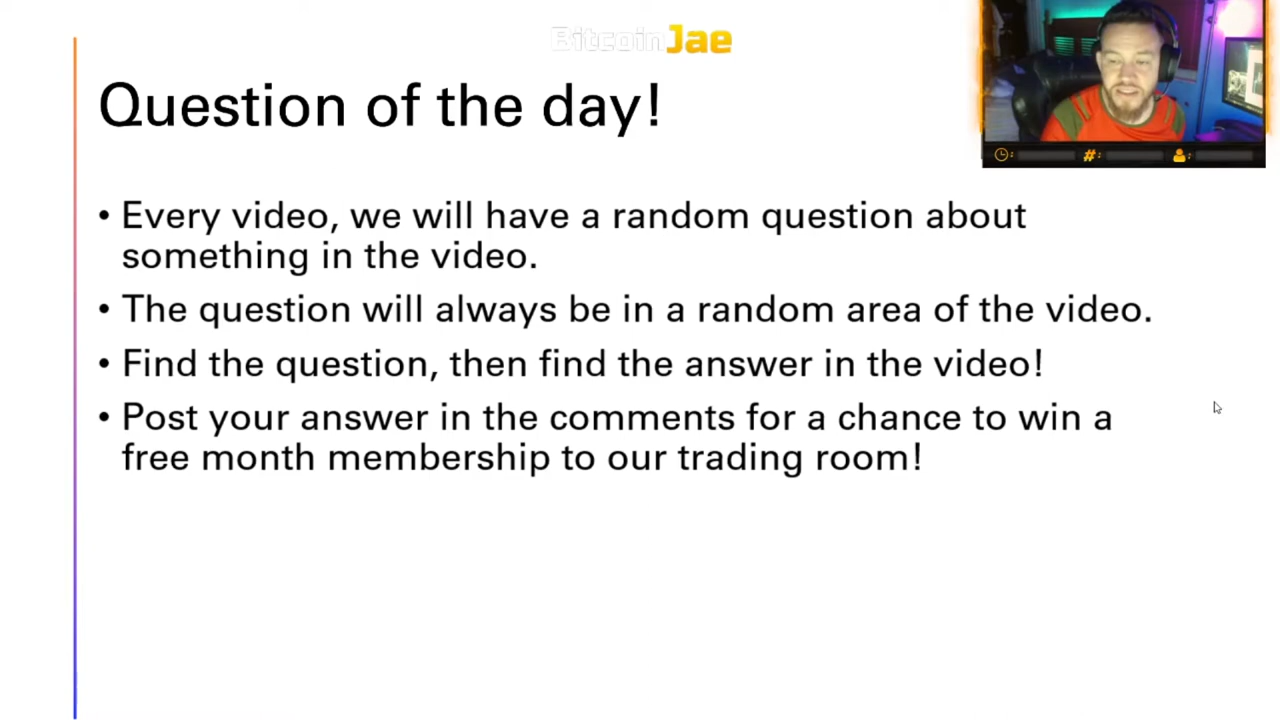 BitcoinJae
Question of the day!
• Every video, we will have a random question about
something in the video.
• The question will always be in a random area of the video.
• Find the question, then find the answer in the video!
• Post your answer in the comments for a chance to win a
free month membership to our trading room!
#: